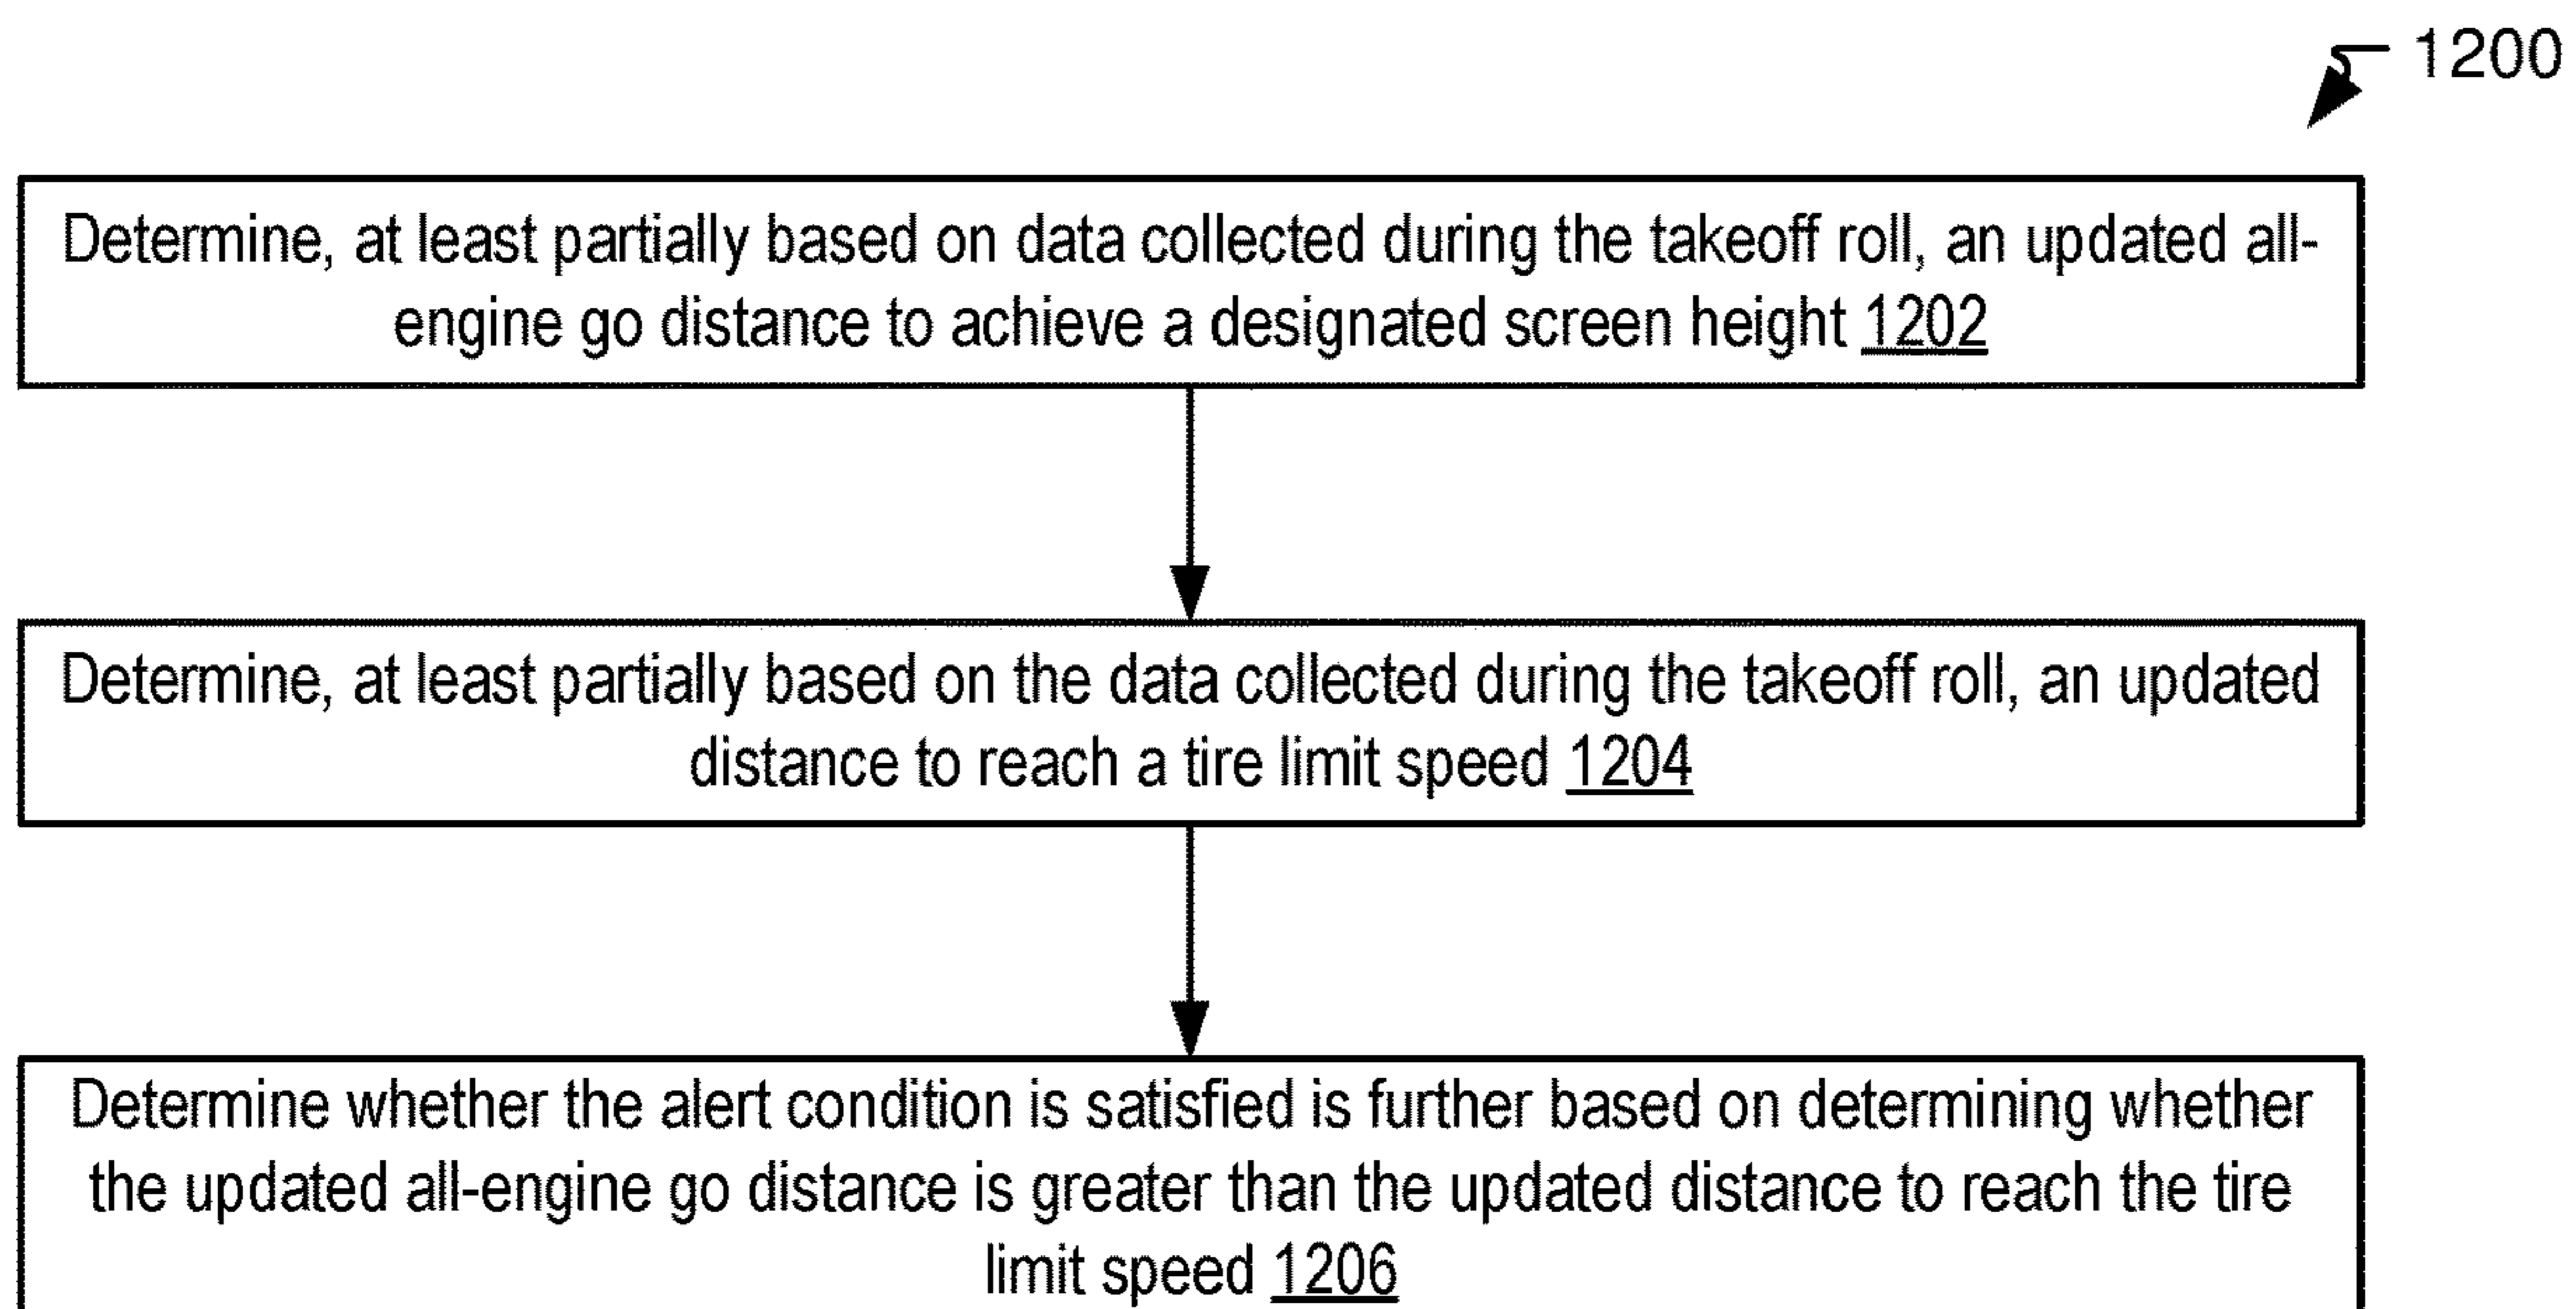 1200
Determine, at least partially based on data collected during the takeoff roll, an updated all-
engine go distance to achieve a designated screen height 1202
Determine, at least partially based on the data collected during the takeoff roll, an updated
distance to reach a tire limit speed 1204
Determine whether the alert condition is satisfied is further based on determining whether
the updated all-engine go distance is greater than the updated distance to reach the tire
limit speed 1206